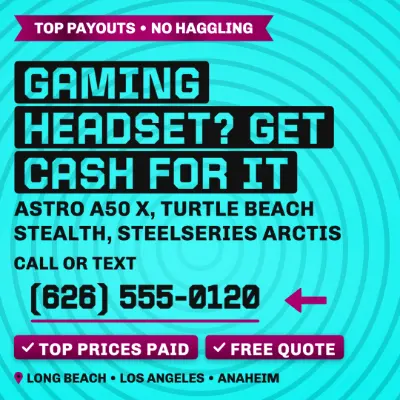 TOP PAYOUTS • NO HAGGLING
GAMING
HEADSET? GET
CASH FOR IT
ASTRO A50 X, TURTLE BEACH
STEALTH, STEELSERIES ARCTIS
CALL OR TEXT
(626) 555-0120
✓ TOP PRICES PAID ✓ FREE QUOTE
LONG BEACH • LOS ANGELES • ANAHEIM